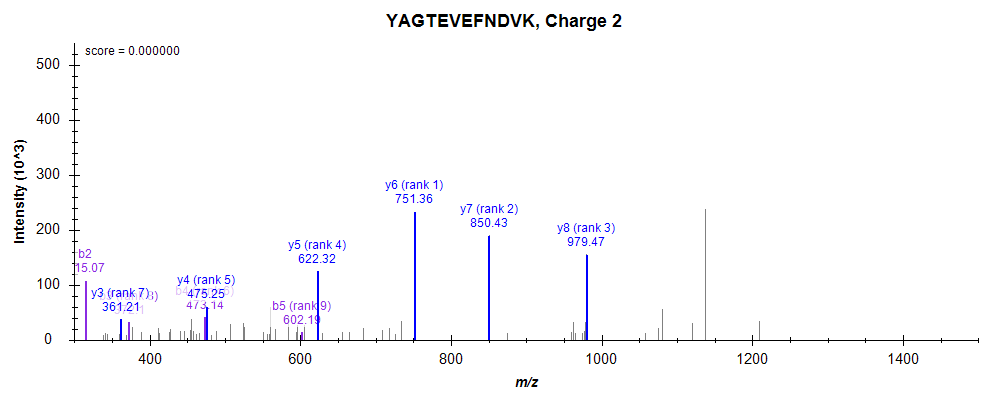 YAGTEVEFNDVK, Charge 2
score = 0.000000
500
400
300
200
100
0
Intensity (10^3)
y6 (rank 1)
751.36
y7 (rank 2)
850.43
y8 (rank 3)
979.47
y5 (rank 4)
622.32
b2
15.07
y4 (rank 5)
475.25
473.14
y3 (rank 7)
361.21
b5 (rank 9)
602.19
400
600
800
1000
1200
1400
m/z